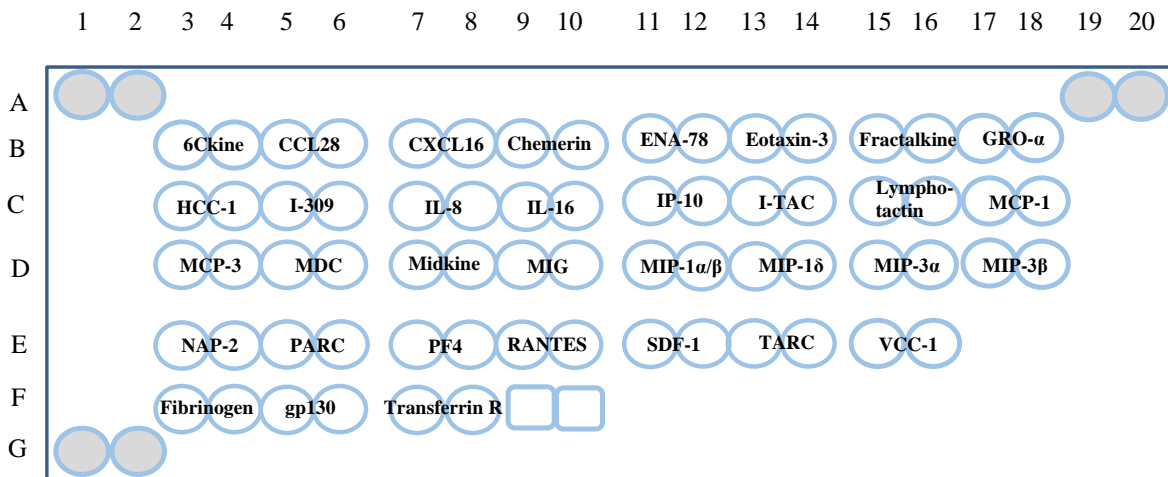 1 2 3 4 5 6 7 8 9 10 11 12 13 14 15 16 17 18 19 20
A
B 6Ckine CCL28 CXCL16 Chemerin ENA-78 Eotaxin-3 Fractalkine GRO-α
C HCC-1 I-309 IL-8 IL-16 IP-10 I-TAC Lympho-
tactin MCP-1
D MCP-3 MDC Midkine MIG MIP-1α/β MIP-1δ MIP-3α MIP-3β
E NAP-2 PARC PF4 RANTES SDF-1 TARC VCC-1
F Fibrinogen gp130 Transferrin R
G